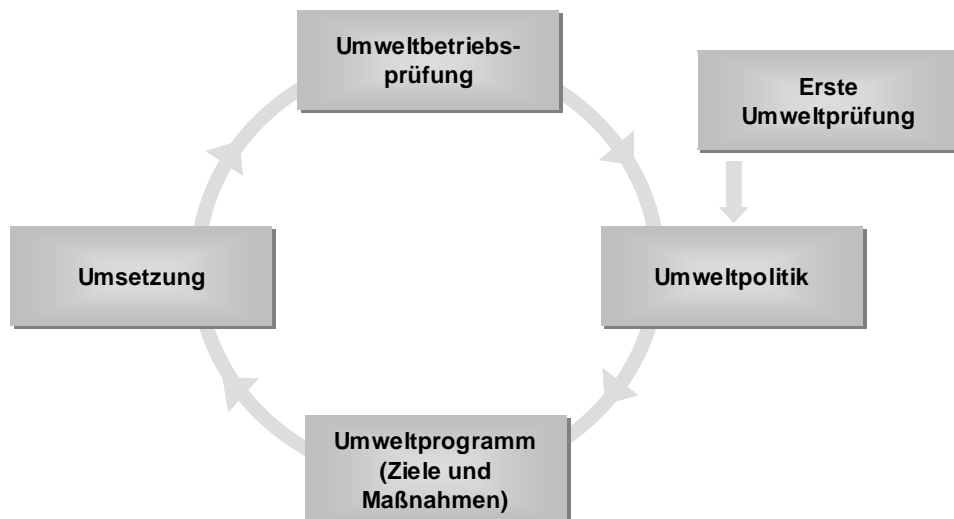 Umweltbetriebs-
prüfung
Erste
Umweltprüfung
Umsetzung
Umweltpolitik
Umweltprogramm
(Ziele und
Maßnahmen)